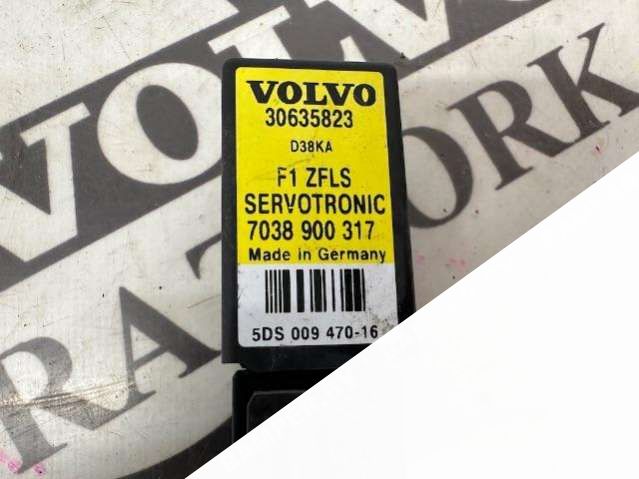 VOLVO
30635823
D38KA
F1 ZFLS
SERVOTRONIC
7038 900 317
Made in Germany
5DS 009 470-16